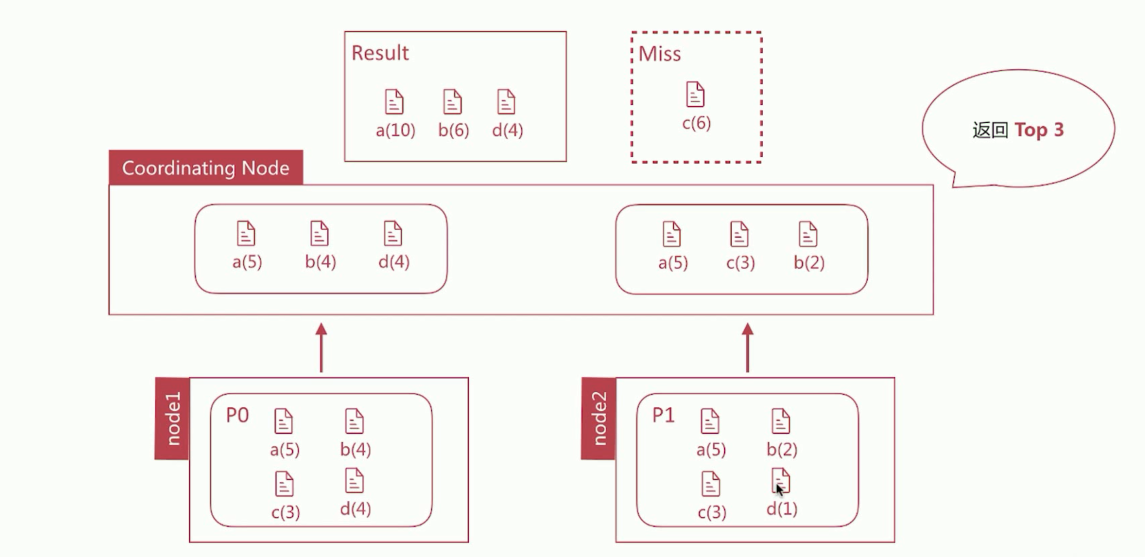 Result
a(10) b(6) d(4)
Miss
c(6)
返回 Top 3
Coordinating Node
a(5) b(4) d(4)
a(5) c(3) b(2)
node1
P0
a(5) b(4)
c(3) d(4)
node2
P1
a(5) b(2)
c(3) d(1)